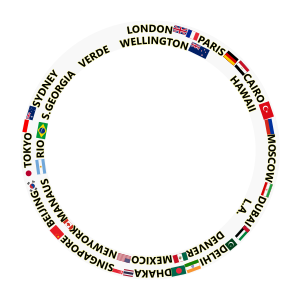 LONDON
PARIS
CAIRO
MOSCOW
DUBAI
DELHI
DHAKA
SINGAPORE
BEIJING
TOKYO
SYDNEY
WELLINGTON
HAWAII
L.A.
DENVER
MEXICO
NEWYORK
MANAUS
RIO
S.GEORGIA
VERDE